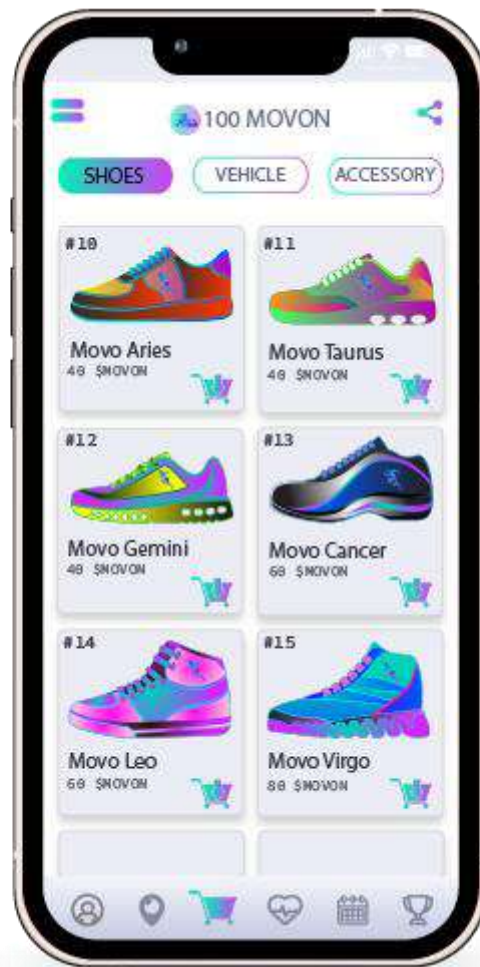 100 MOVON
SHOES
VEHICLE
ACCESSORY
#10
Movo Aries
40 $MOVON
#11
Movo Taurus
40 $MOVON
#12
Movo Gemini
40 $MOVON
#13
Movo Cancer
60 $MOVON
#14
Movo Leo
60 $MOVON
#15
Movo Virgo
80 $MOVON